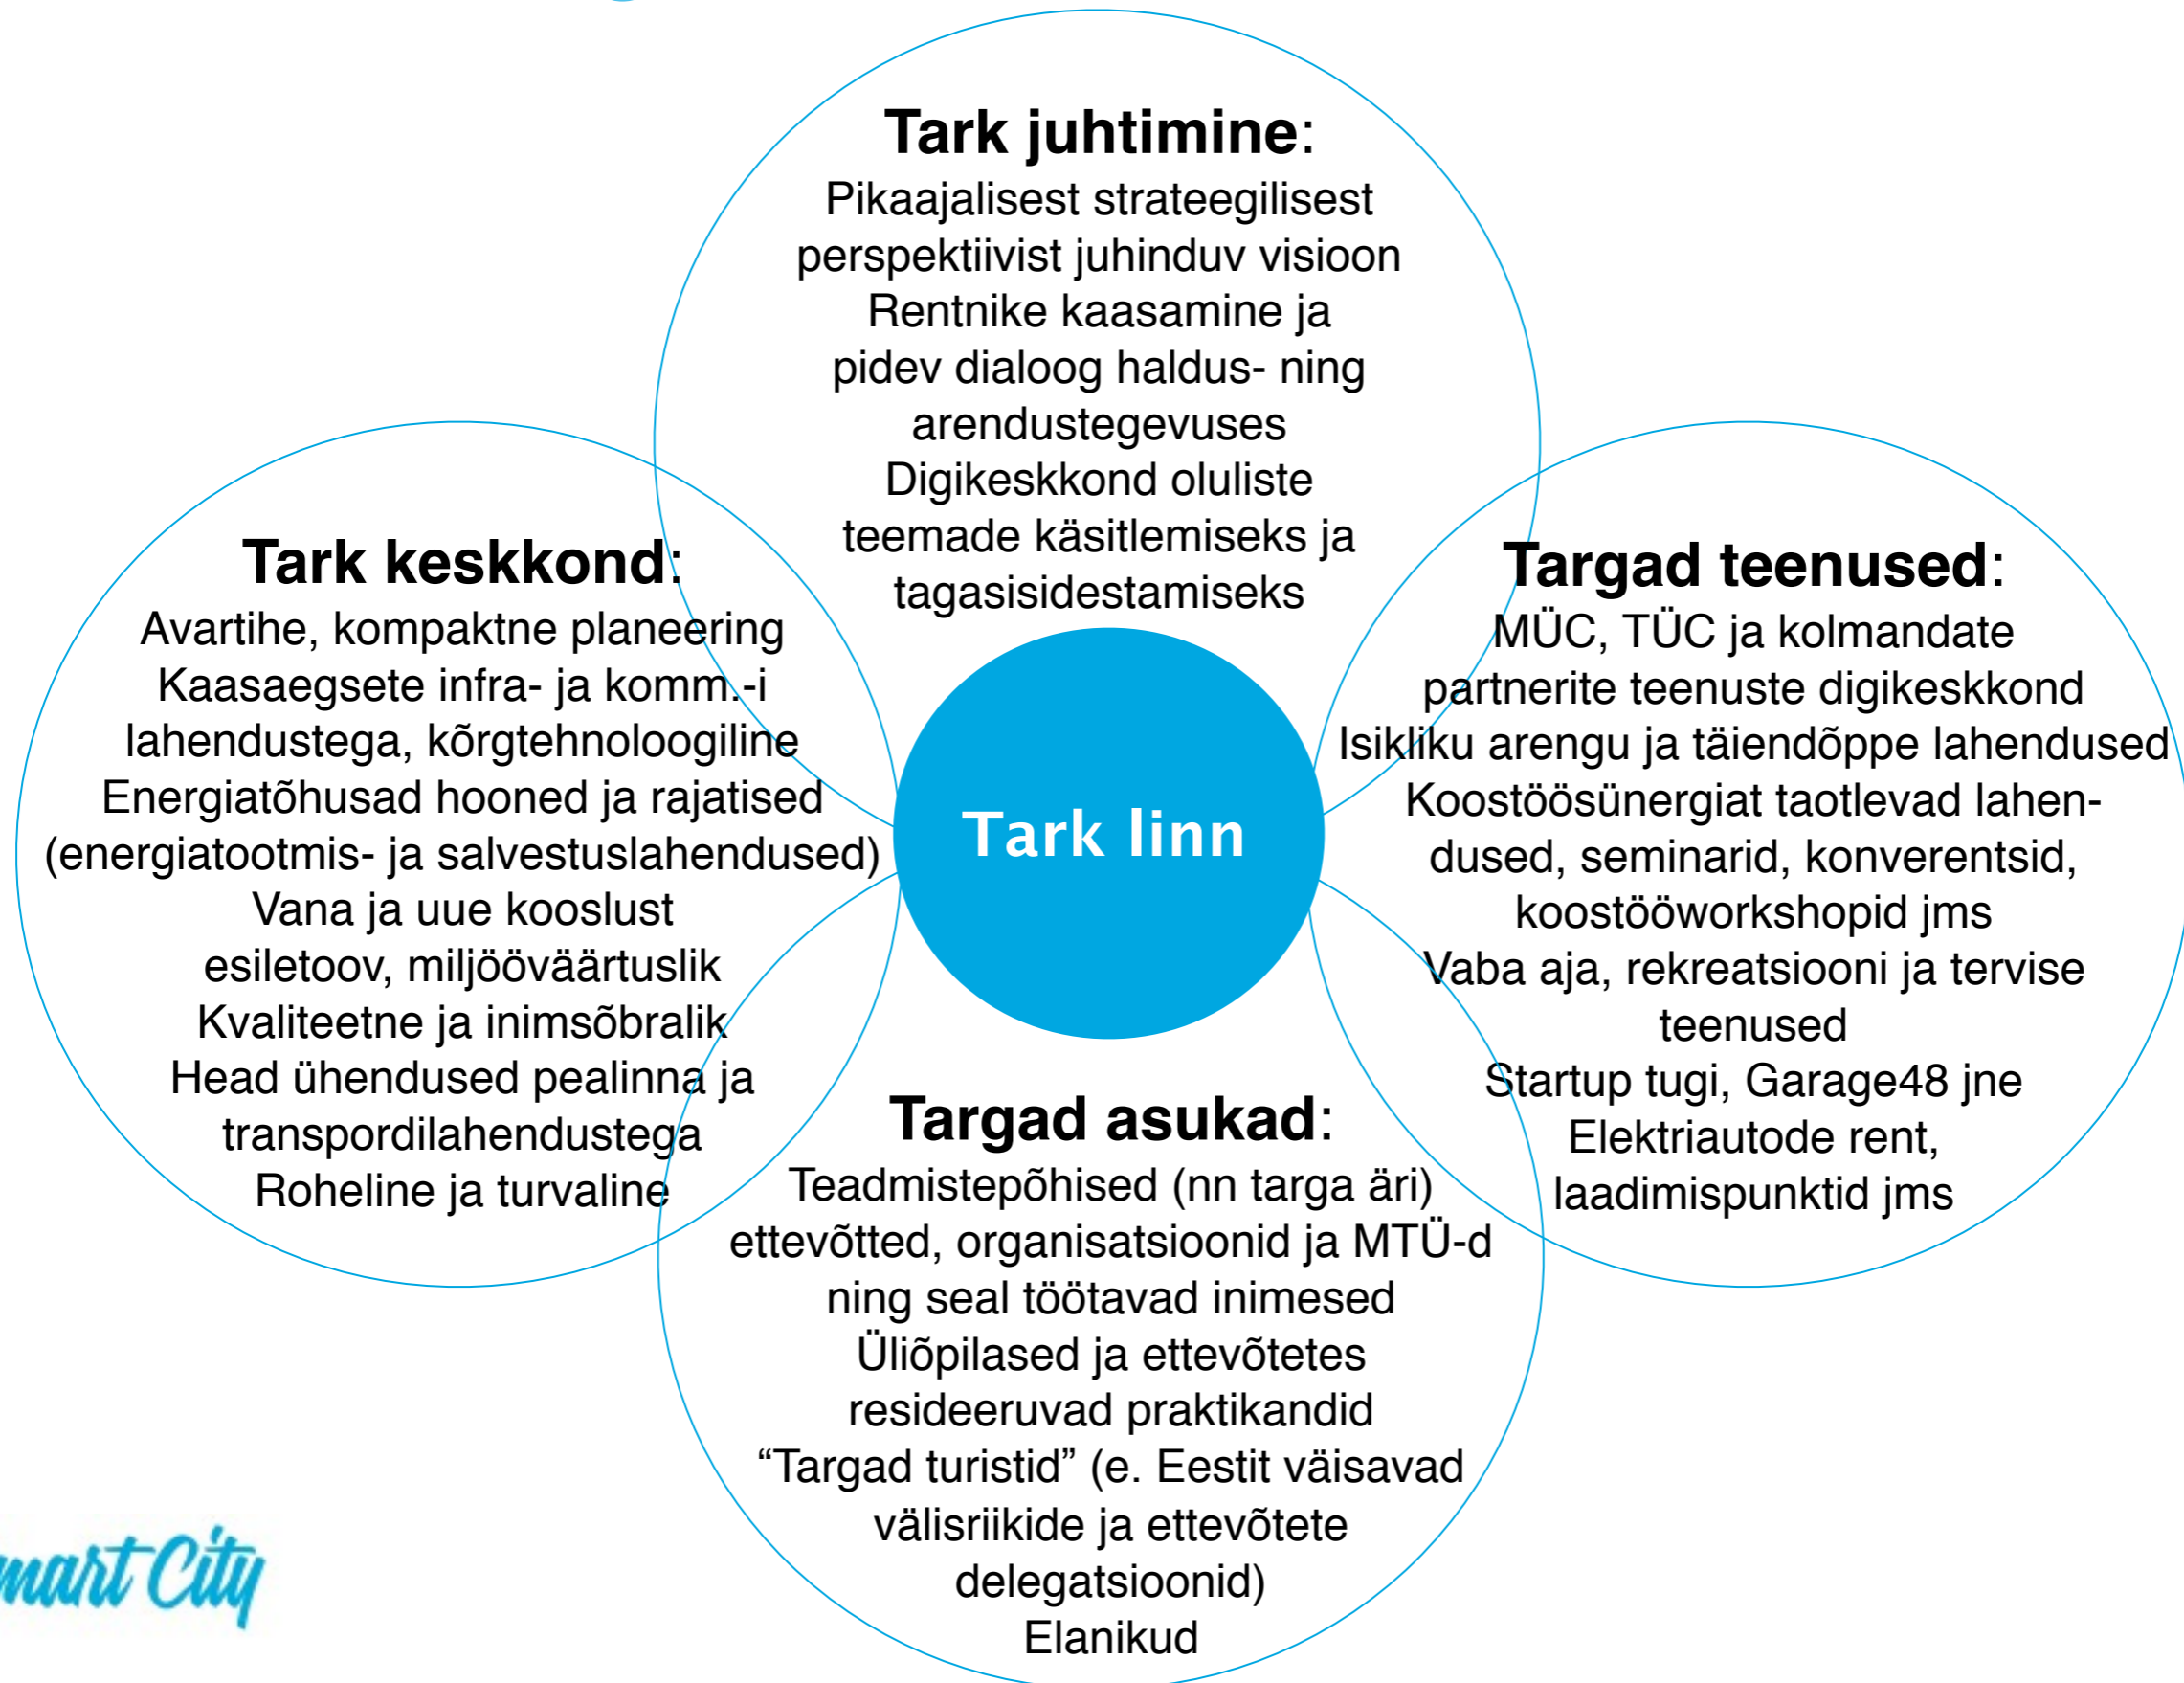 Tark juhtimine:
Pikaajalisest strateegilisest
perspektiivist juhinduv visioon
Rentnike kaasamine ja
pidev dialoog haldus- ning
arendustegevuses
Digikeskkond oluliste
teemade käsitlemiseks ja
tagasisidestamiseks
Tark keskkond:
Avartihe, kompaktne planeering
Kaasaegsete infra- ja komm.-i
lahendustega, kõrgtehnoloogiline
Energiatõhusad hooned ja rajatised
(energiatootmis- ja salvestuslahendused)
Vana ja uue kooslust
esiletoov, miljööväärtuslik
Kvaliteetne ja inimsõbralik
Head ühendused pealinna ja
transpordilahendustega
Roheline ja turvaline
Tark linn
Targad teenused:
MÜC, TÜC ja kolmandate
partnerite teenuste digikeskkond
Isikliku arengu ja täiendõppe lahendused
Koostöösünergiat taotlevad lahen-
dused, seminarid, konverentsid,
koostööworkshopid jms
Vaba aja, rekreatsiooni ja tervise
teenused
Startup tugi, Garage48 jne
Elektriautode rent,
laadimispunktid jms
Targad asukad:
Teadmistepõhised (nn targa äri)
ettevõtted, organisatsioonid ja MTÜ-d
ning seal töötavad inimesed
Üliõpilased ja ettevõtetes
resideeruvad praktikandid
“Targad turistid” (e. Eestit väisavad
välisriikide ja ettevõtete
delegatsioonid)
Elanikud
mart City